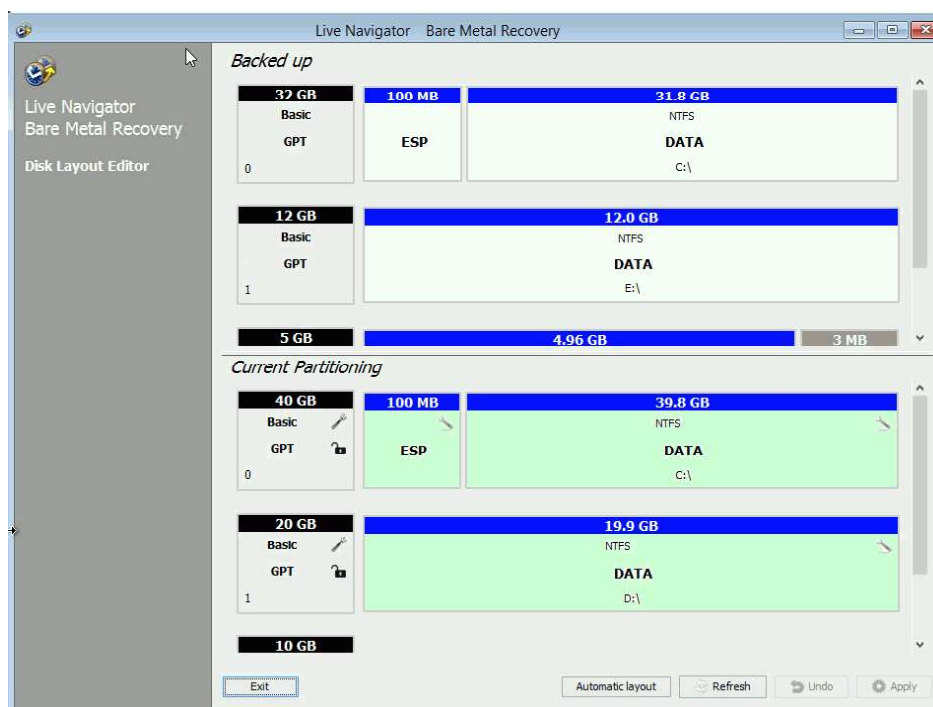 Live Navigator Bare Metal Recovery
Live Navigator
Bare Metal Recovery
Disk Layout Editor
Backed up
32 GB
Basic
GPT
0
100 MB
ESP
31.8 GB
NTFS
DATA
C:\
12 GB
Basic
GPT
1
12.0 GB
NTFS
DATA
E:\
5 GB
4.96 GB
3 MB
Current Partitioning
40 GB
Basic
GPT
0
100 MB
ESP
39.8 GB
NTFS
DATA
C:\
20 GB
Basic
GPT
1
19.9 GB
NTFS
DATA
D:\
10 GB
Exit
Automatic layout
Refresh
Undo
Apply